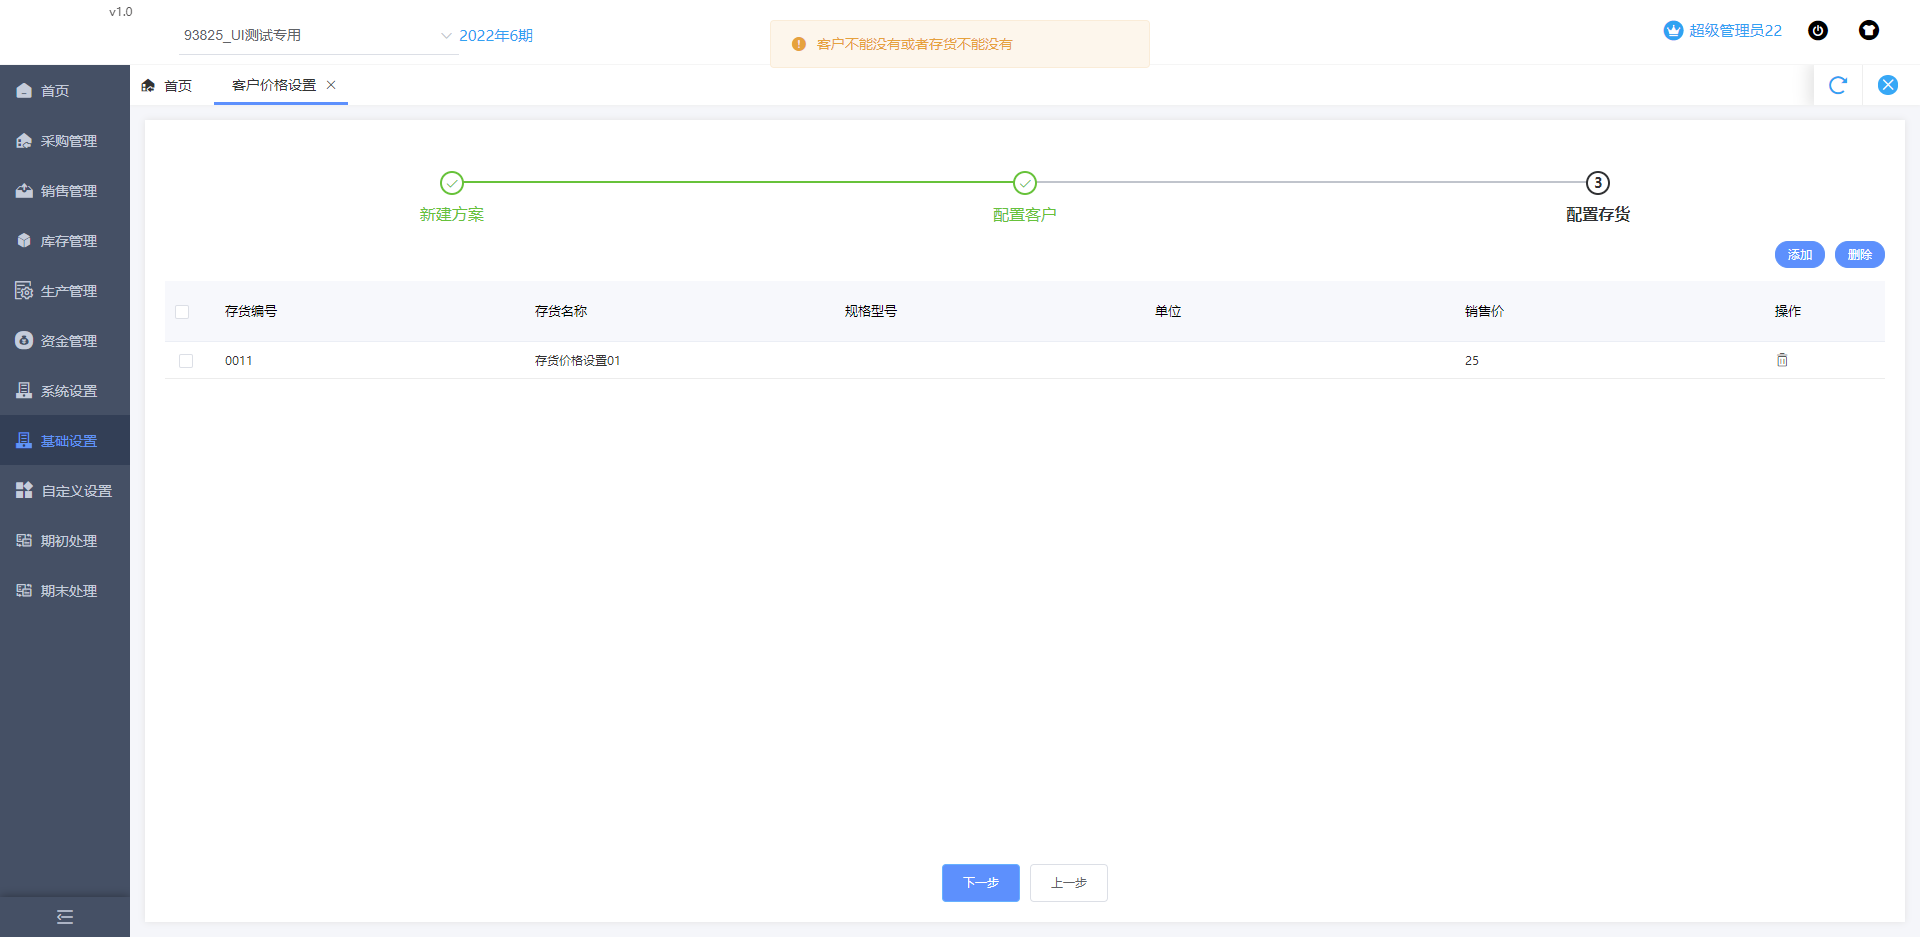 v1.0
93825_UI测试专用
2022年6期
客户不能没有或者存货不能没有
超级管理员22
首页
采购管理
销售管理
库存管理
生产管理
资金管理
系统设置
基础设置
自定义设置
期初处理
期末处理
首页
客户价格设置
新建方案
配置客户
3
配置存货
添加 删除
存货编号 存货名称 规格型号 单位 销售价 操作
0011 存货价格设置01 25
下一步 上一步